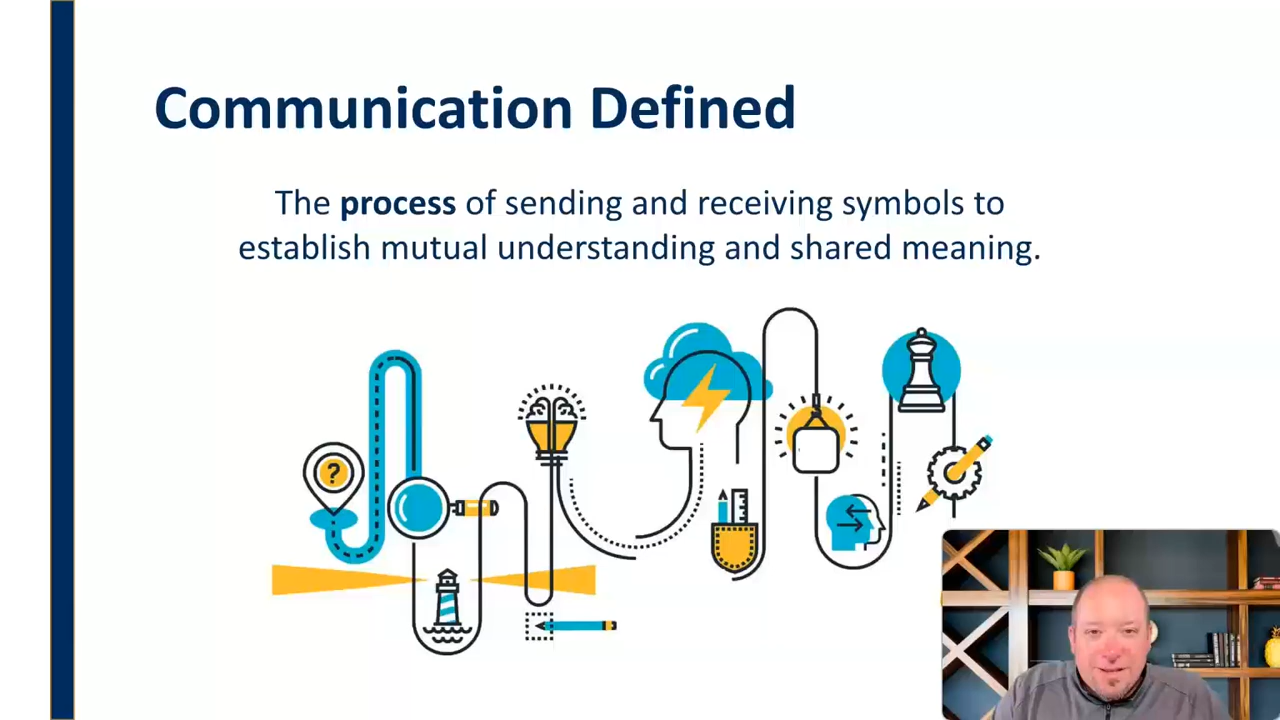 Communication Defined
The process of sending and receiving symbols to
establish mutual understanding and shared meaning.
?